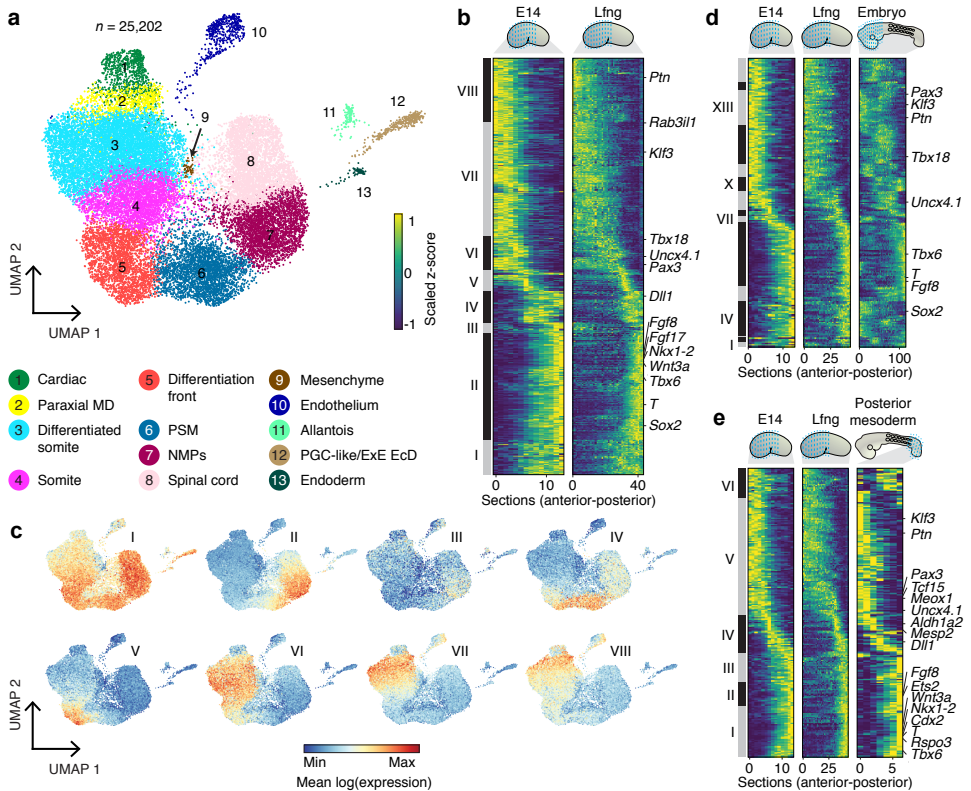 a
n = 25,202
1
2
3
4
5
6
7
8
9
10
11
12
13
UMAP 2
UMAP 1
1
0
-1
Scaled z-score
1 Cardiac
2 Paraxial MD
3 Differentiated
somite
4 Somite
5 Differentiation
front
6 PSM
7 NMPs
8 Spinal cord
9 Mesenchyme
10 Endothelium
11 Allantois
12 PGC-like/ExE EcD
13 Endoderm
b
E14
Lfng
VIII
VII
VI
V
IV
III
II
I
Ptn
Rab3il1
Klf3
Tbx18
Uncx4.1
Pax3
Dll1
Fgf8
Fgf17
Nkx1-2
Wnt3a
Tbx6
T
Sox2
0
10
0
40
Sections (anterior-posterior)
c
I
II
III
IV
V
VI
VII
VIII
UMAP 2
UMAP 1
Min
Max
Mean log(expression)
d
E14
Lfng
Embryo
XIII
X
VII
IV
I
Pax3
Klf3
Ptn
Tbx18
Uncx4.1
Tbx6
T
Fgf8
Sox2
0
10
0
25
0
100
Sections (anterior-posterior)
e
E14
Lfng
Posterior
mesoderm
VI
V
IV
III
II
I
Klf3
Ptn
Pax3
Tcf15
Meox1
Uncx4.1
Aldh1a2
Mesp2
Dll1
Fgf8
Ets2
Wnt3a
Nkx1-2
Cdx2
T
Rspo3
Tbx6
0
10
0
25
0
5
Sections (anterior-posterior)